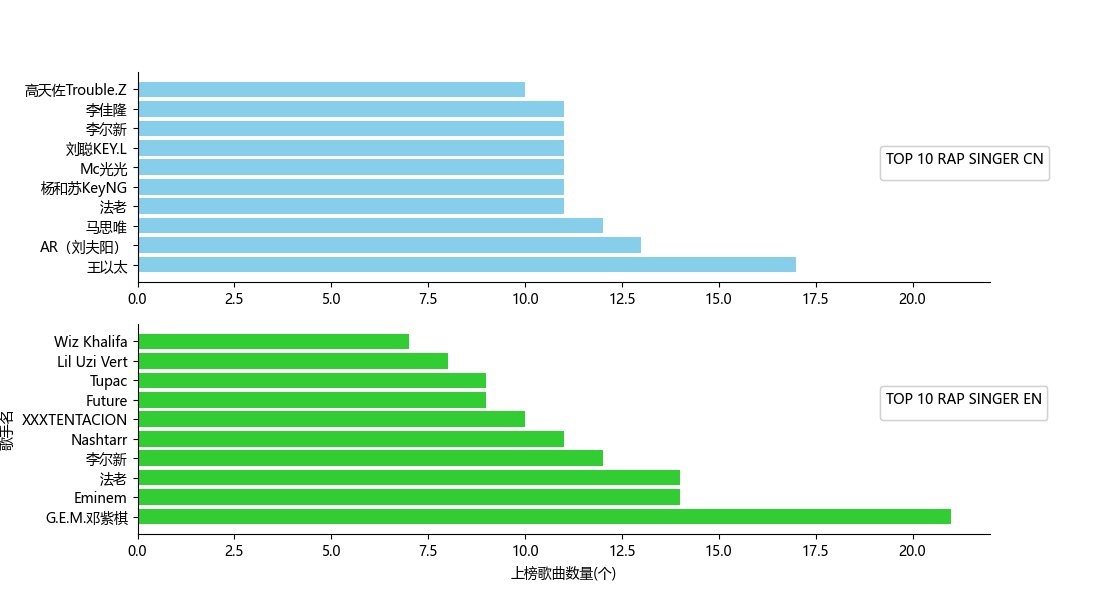 高天佐Trouble.Z
李佳隆
李尔新
刘聪KEY.L
Mc光光
杨和苏KeyNG
法老
马思唯
AR（刘夫阳）
王以太
0.0 2.5 5.0 7.5 10.0 12.5 15.0 17.5 20.0
TOP 10 RAP SINGER CN
歌手名
Wiz Khalifa
Lil Uzi Vert
Tupac
Future
XXXTENTACION
Nashtarr
李尔新
法老
Eminem
G.E.M.邓紫棋
0.0 2.5 5.0 7.5 10.0 12.5 15.0 17.5 20.0
上榜歌曲数量(个)
TOP 10 RAP SINGER EN